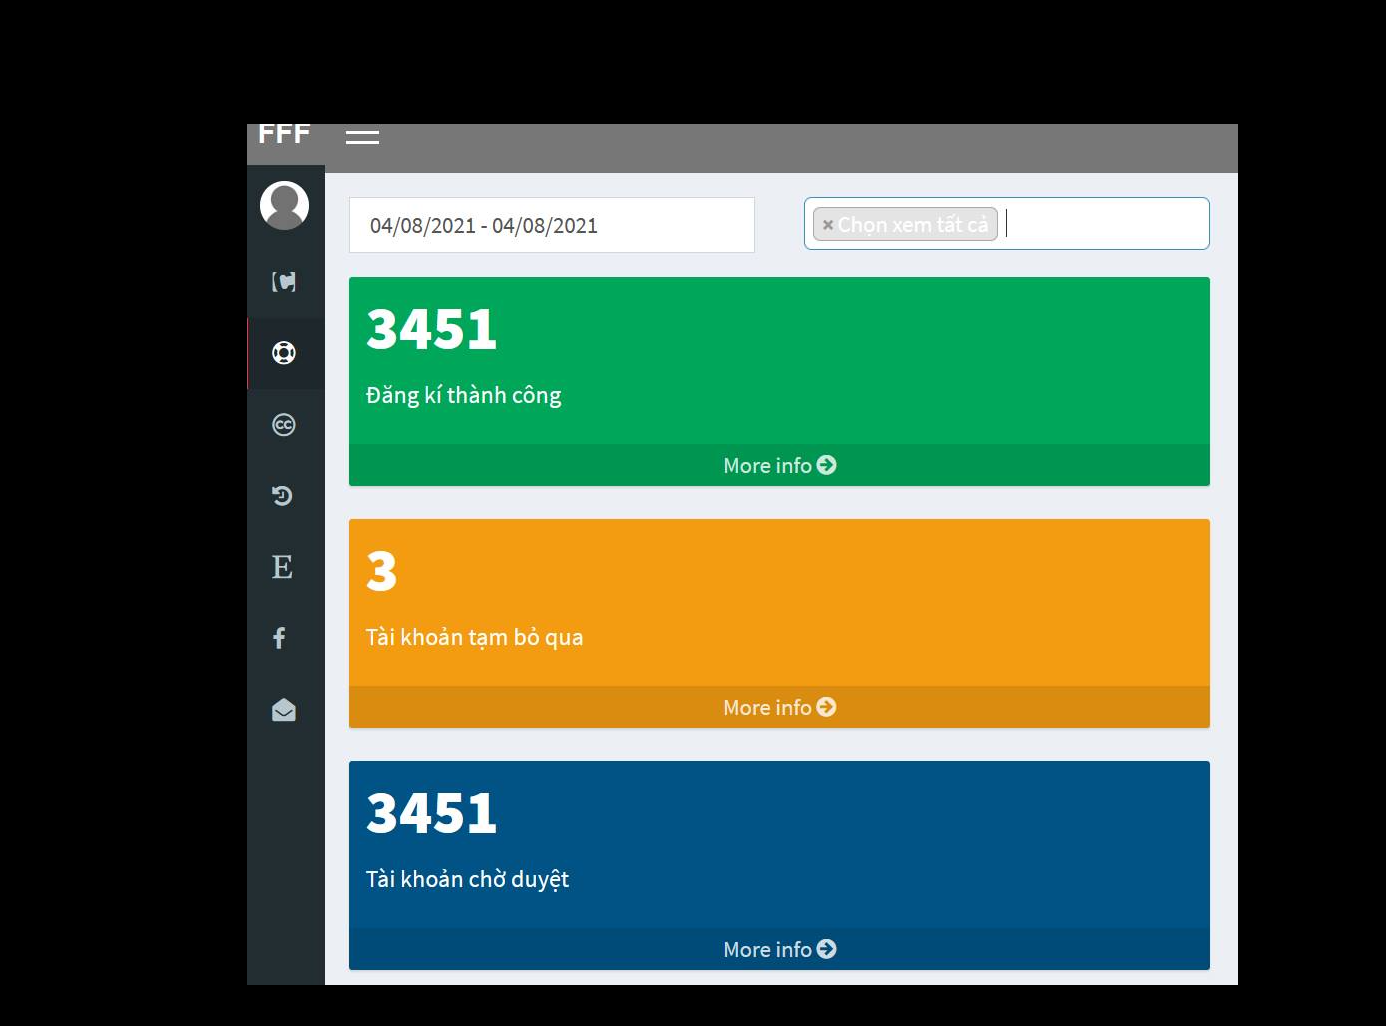 FFF
04/08/2021 - 04/08/2021
× Chọn xem tất cả
3451
Đăng kí thành công
More info
3
Tài khoản tạm bỏ qua
More info
3451
Tài khoản chờ duyệt
More info